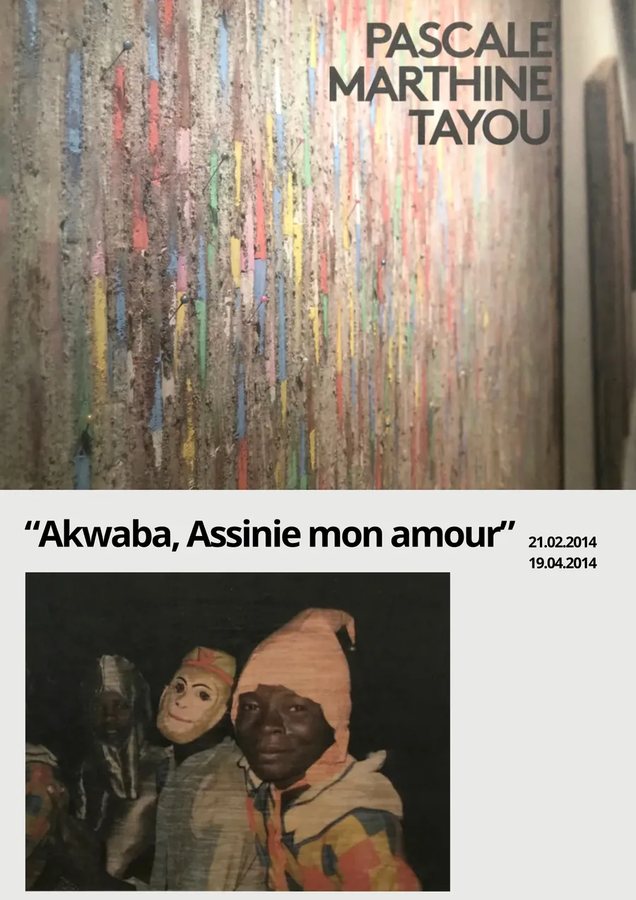 PASCALE
MARTHINE
TAYOU
“Akwaba, Assinie mon amour”
21.02.2014
19.04.2014